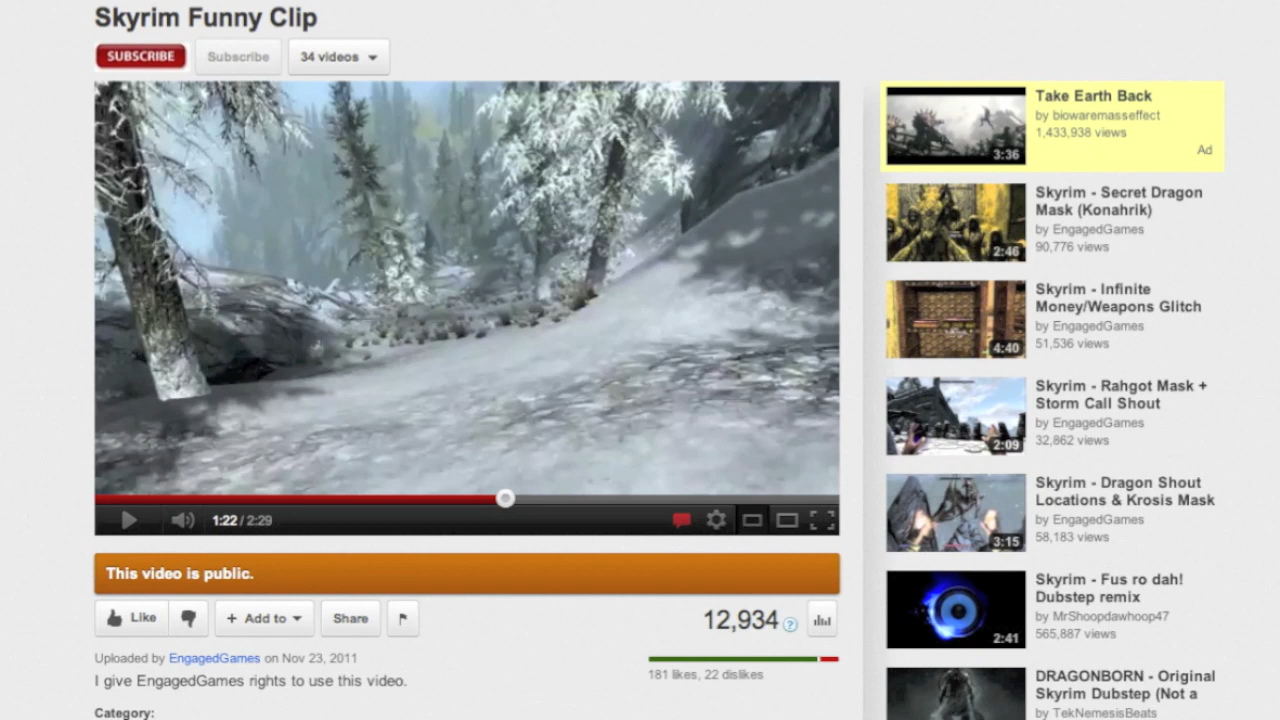 Skyrim Funny Clip
SUBSCRIBE
Subscribe
34 videos
1:22 / 2:29
This video is public.
Like
+ Add to
Share
12,934
?
Uploaded by EngagedGames on Nov 23, 2011
181 likes, 22 dislikes
I give EngagedGames rights to use this video.
Category:
Take Earth Back
by biowaremasseffect
1,433,938 views
Ad
3:36
Skyrim - Secret Dragon
Mask (Konahrik)
by EngagedGames
90,776 views
2:46
Skyrim - Infinite
Money/Weapons Glitch
by EngagedGames
51,536 views
4:40
Skyrim - Rahgot Mask +
Storm Call Shout
by EngagedGames
32,862 views
2:09
Skyrim - Dragon Shout
Locations & Krosis Mask
by EngagedGames
58,183 views
3:15
Skyrim - Fus ro dah!
Dubstep remix
by MrShoopdawhoop47
565,887 views
2:41
DRAGONBORN - Original
Skyrim Dubstep (Not a
by TekNemesisBeats